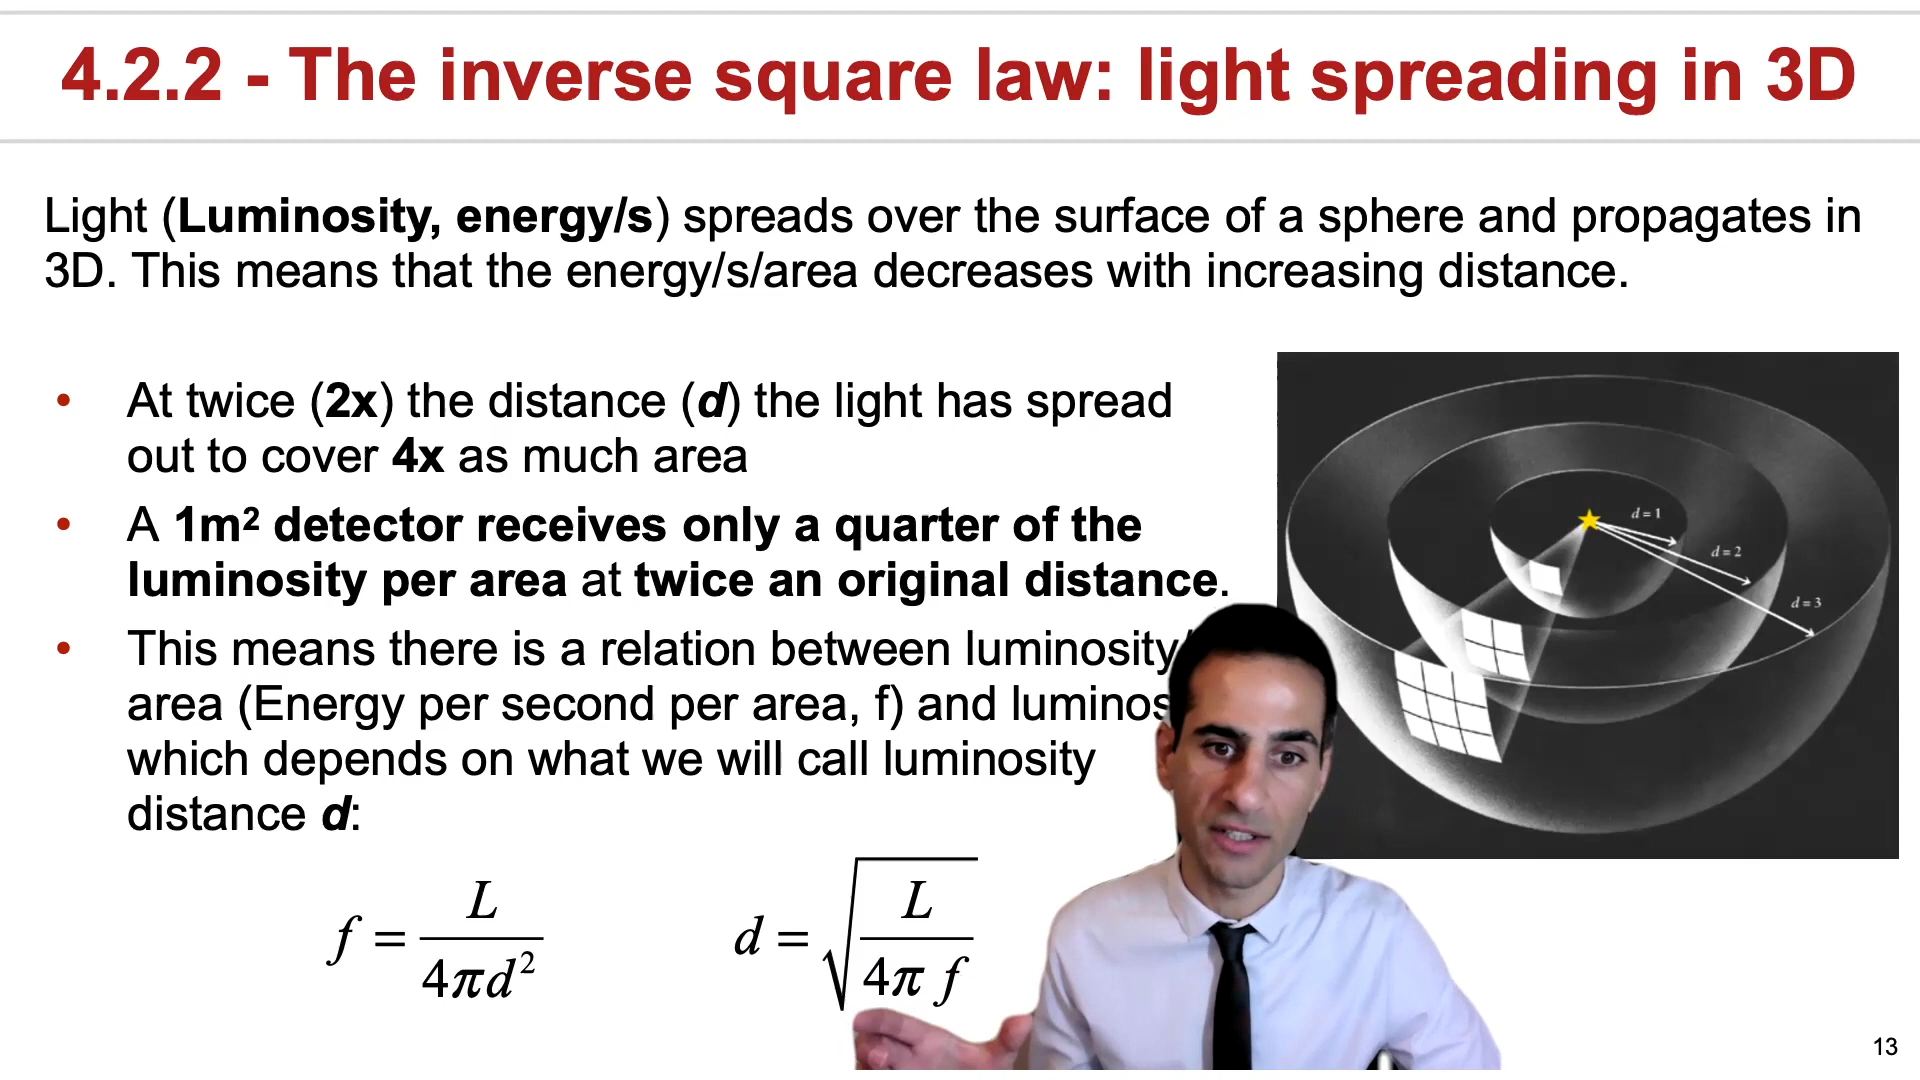 4.2.2 - The inverse square law: light spreading in 3D
Light (Luminosity, energy/s) spreads over the surface of a sphere and propagates in
3D. This means that the energy/s/area decreases with increasing distance.
• At twice (2x) the distance (d) the light has spread
out to cover 4x as much area
• A 1m² detector receives only a quarter of the
luminosity per area at twice an original distance.
• This means there is a relation between luminosity/
area (Energy per second per area, f) and
which depends on what we will call luminosity
distance d:
f = L / 4πd²
d = √(L / 4π f)
d = 1
d = 2
d = 3
13